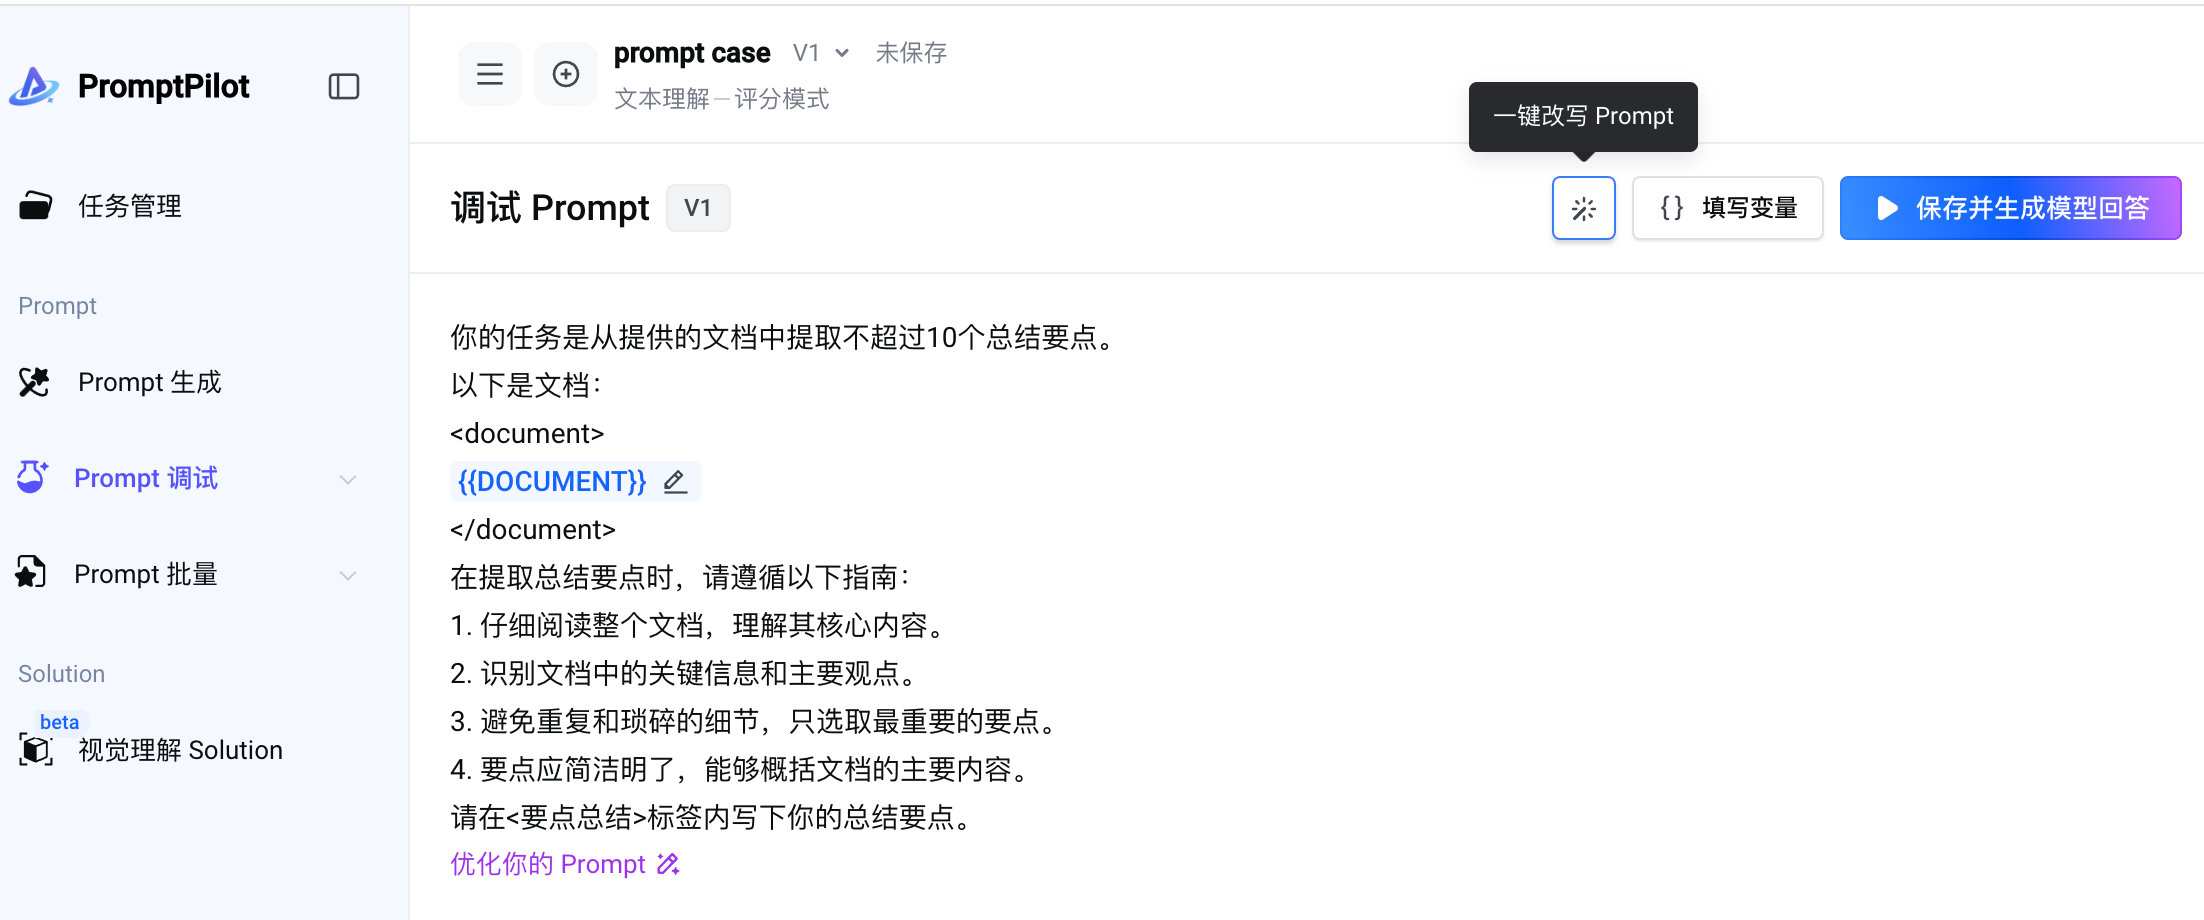 PromptPilot
任务管理
Prompt
Prompt 生成
Prompt 调试
Prompt 批量
Solution
beta
视觉理解 Solution
prompt case V1 未保存
文本理解—评分模式
一键改写 Prompt
调试 Prompt V1
{} 填写变量
保存并生成模型回答
你的任务是从提供的文档中提取不超过10个总结要点。
以下是文档：
<document>
{{DOCUMENT}}
</document>
在提取总结要点时，请遵循以下指南：
1. 仔细阅读整个文档，理解其核心内容。
2. 识别文档中的关键信息和主要观点。
3. 避免重复和琐碎的细节，只选取最重要的要点。
4. 要点应简洁明了，能够概括文档的主要内容。
请在<要点总结>标签内写下你的总结要点。
优化你的 Prompt